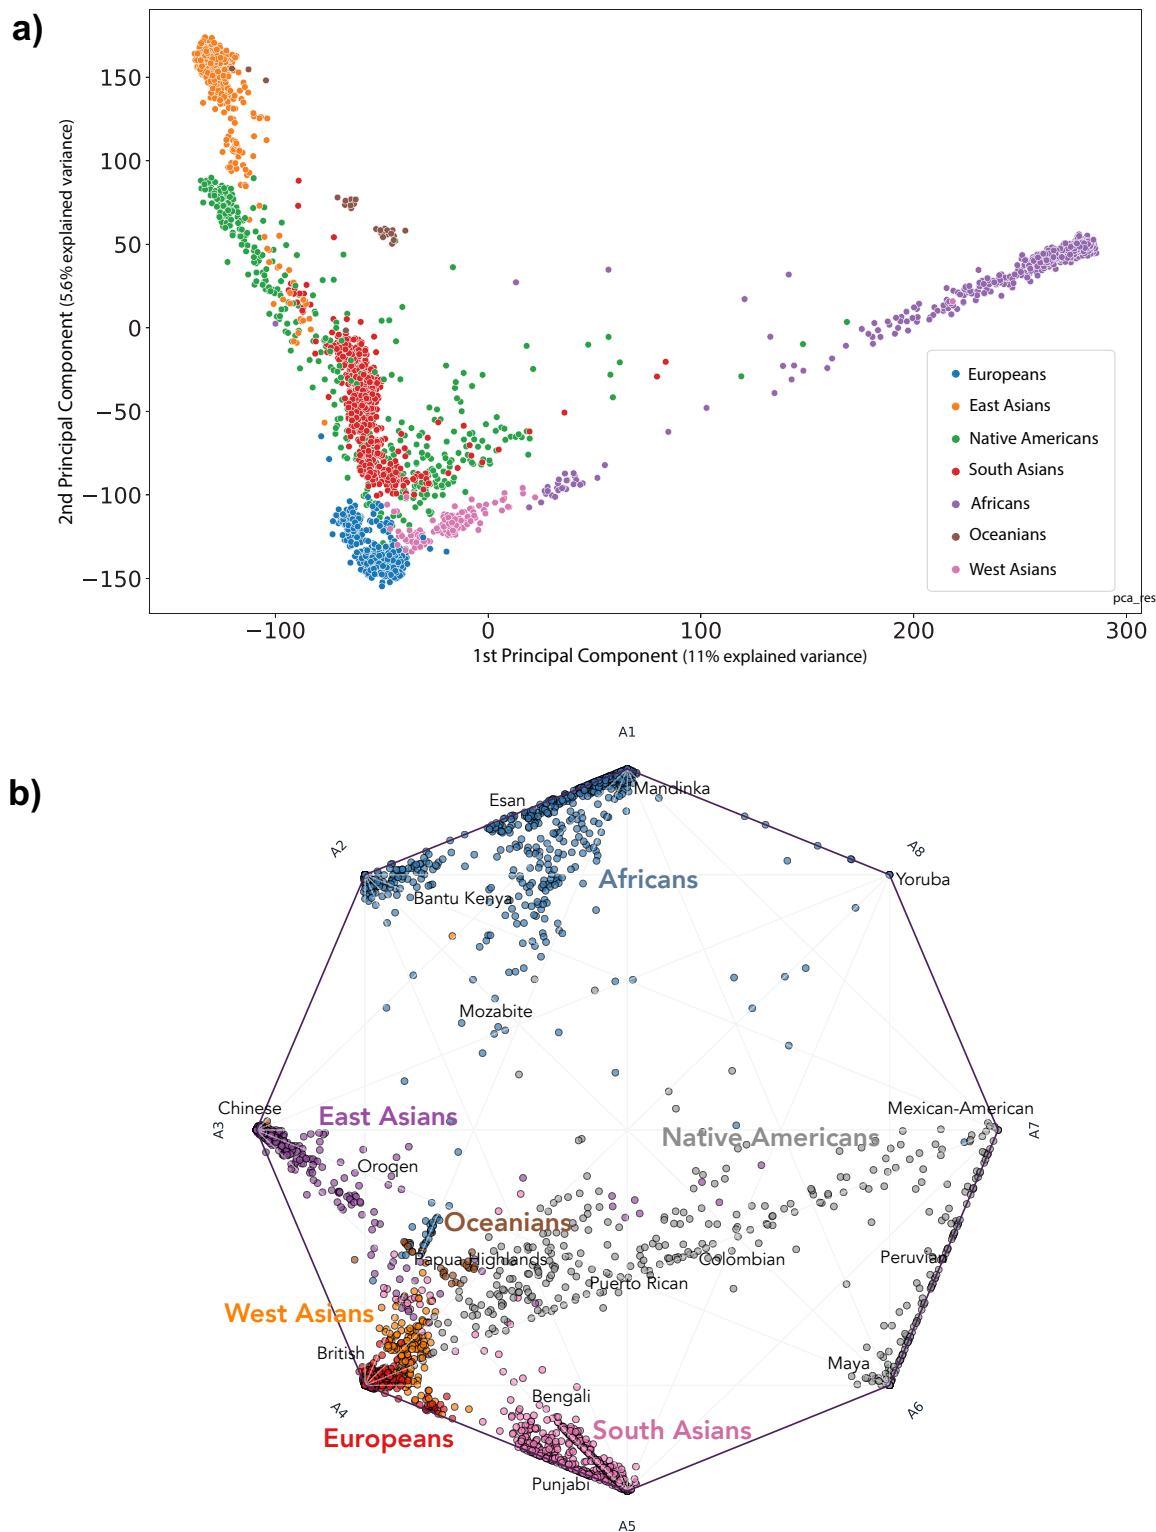 a)
150
100
50
0
−50
−100
−150
2nd Principal Component (5.6% explained variance)
Europeans
East Asians
Native Americans
South Asians
Africans
Oceanians
West Asians
pca_res
−100
0
100
200
300
1st Principal Component (11% explained variance)
b)
A1
Mandinka
Esan
A2
A8
Africans
Yoruba
Bantu Kenya
Mozabite
Chinese
East Asians
Mexican-American
A3
Native Americans
A7
Orogen
Oceanians
Papua Highlands
Colombian
Peruvian
Puerto Rican
West Asians
British
Maya
Bengali
A4
A6
Europeans
South Asians
Punjabi
A5